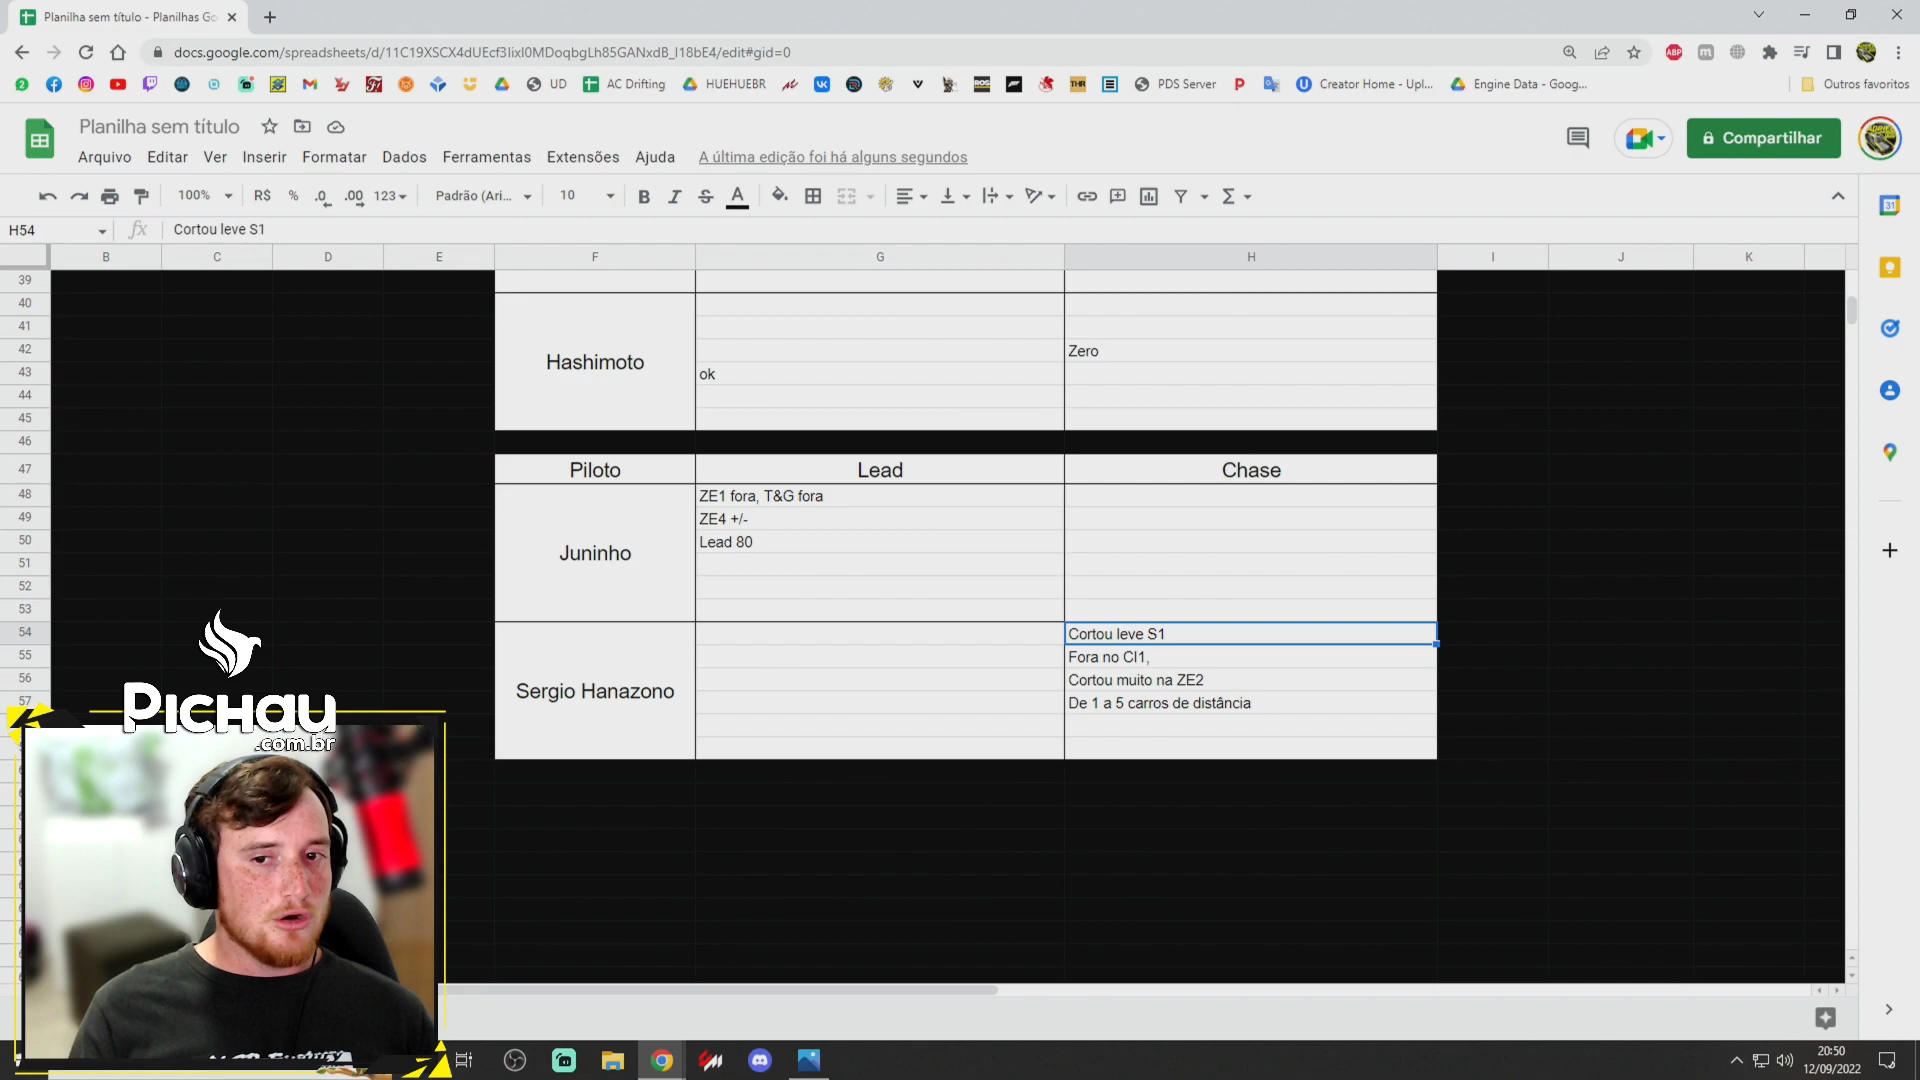 Planilha sem título - Planilhas Go
docs.google.com/spreadsheets/d/11C19XSCX4dUEcf3lixI0MDoqbgLh85GANxdB_I18bE4/edit#gid=0
UD
AC Drifting
HUEHUEBR
PDS Server
Creator Home - Upl...
Engine Data - Goog...
Outros favoritos
Planilha sem título
Compartilhar
Arquivo Editar Ver Inserir Formatar Dados Ferramentas Extensões Ajuda A última edição foi há alguns segundos
100% R$ % .0 .00 123 Padrão (Ari... 10 B I S A
H54 fx Cortou leve S1
B C D E F G H I J K
39
40
41
42 Zero
Hashimoto
43 ok
44
45
46
47 Piloto Lead Chase
48 ZE1 fora, T&G fora
49 ZE4 +/-
50 Lead 80
Juninho
51
52
53
54 Cortou leve S1
55 Fora no CI1,
56 Cortou muito na ZE2
Sergio Hanazono
57 De 1 a 5 carros de distância
PICHAU
.com.br
20:50
12/09/2022